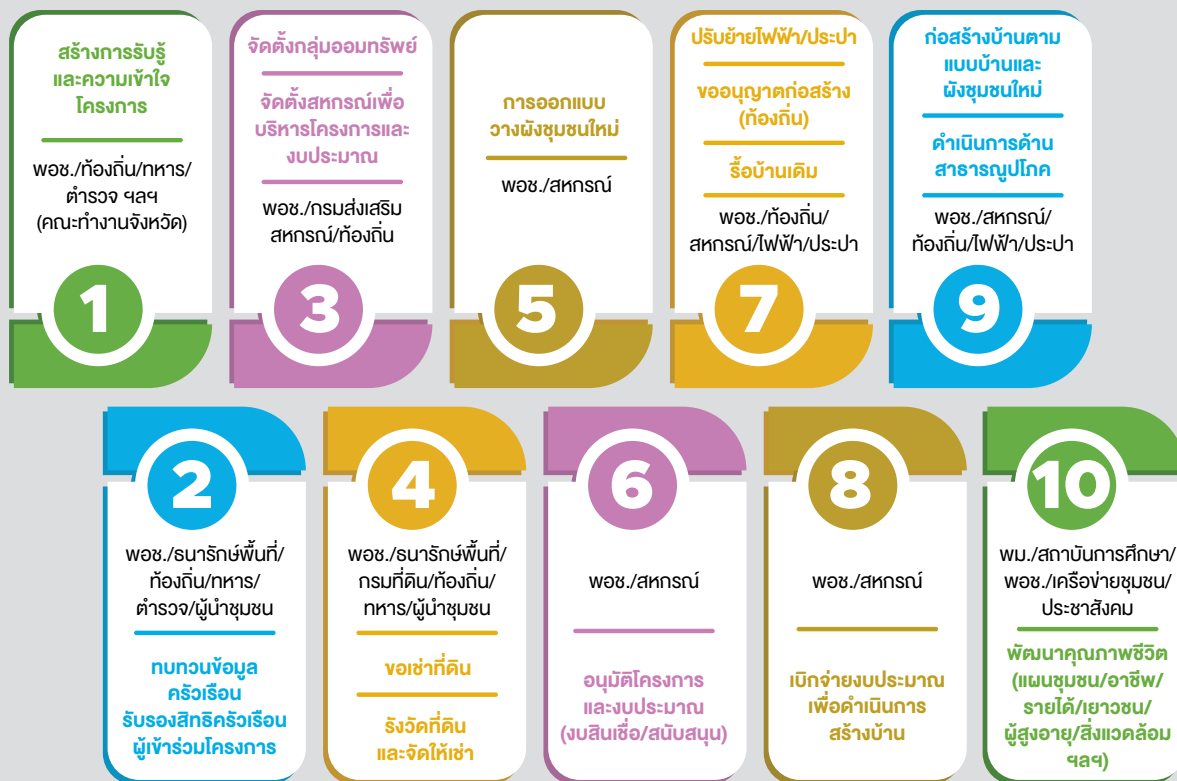 สร้างการรับรู้
และความเข้าใจ
โครงการ
พอช./ท้องถิ่น/ทหาร/
ตำรวจ ฯลฯ
(คณะทำงานจังหวัด)
1
จัดตั้งกลุ่มออมทรัพย์
จัดตั้งสหกรณ์เพื่อ
บริหารโครงการและ
งบประมาณ
พอช./กรมส่งเสริม
สหกรณ์/ท้องถิ่น
3
การออกแบบ
วางผังชุมชนใหม่
พอช./สหกรณ์
5
ปรับย้ายไฟฟ้า/ประปา
ขออนุญาตก่อสร้าง
(ท้องถิ่น)
รื้อบ้านเดิม
พอช./ท้องถิ่น/
สหกรณ์/ไฟฟ้า/ประปา
7
ก่อสร้างบ้านตาม
แบบบ้านและ
ผังชุมชนใหม่
ดำเนินการด้าน
สาธารณูปโภค
พอช./สหกรณ์/
ท้องถิ่น/ไฟฟ้า/ประปา
9
2
พอช./ธนารักษ์พื้นที่/
ท้องถิ่น/ทหาร/
ตำรวจ/ผู้นำชุมชน
ทบทวนข้อมูล
ครัวเรือน
รับรองสิทธิครัวเรือน
ผู้เข้าร่วมโครงการ
4
พอช./ธนารักษ์พื้นที่/
กรมที่ดิน/ท้องถิ่น/
ทหาร/ผู้นำชุมชน
ขอเช่าที่ดิน
รังวัดที่ดิน
และจัดให้เช่า
6
พอช./สหกรณ์
อนุมัติโครงการ
และงบประมาณ
(งบสินเชื่อ/สนับสนุน)
8
พอช./สหกรณ์
เบิกจ่ายงบประมาณ
เพื่อดำเนินการ
สร้างบ้าน
10
พม./สถาบันการศึกษา/
พอช./เครือข่ายชุมชน/
ประชาสังคม
พัฒนาคุณภาพชีวิต
(แผนชุมชน/อาชีพ/
รายได้/เยาวชน/
ผู้สูงอายุ/สิ่งแวดล้อม
ฯลฯ)